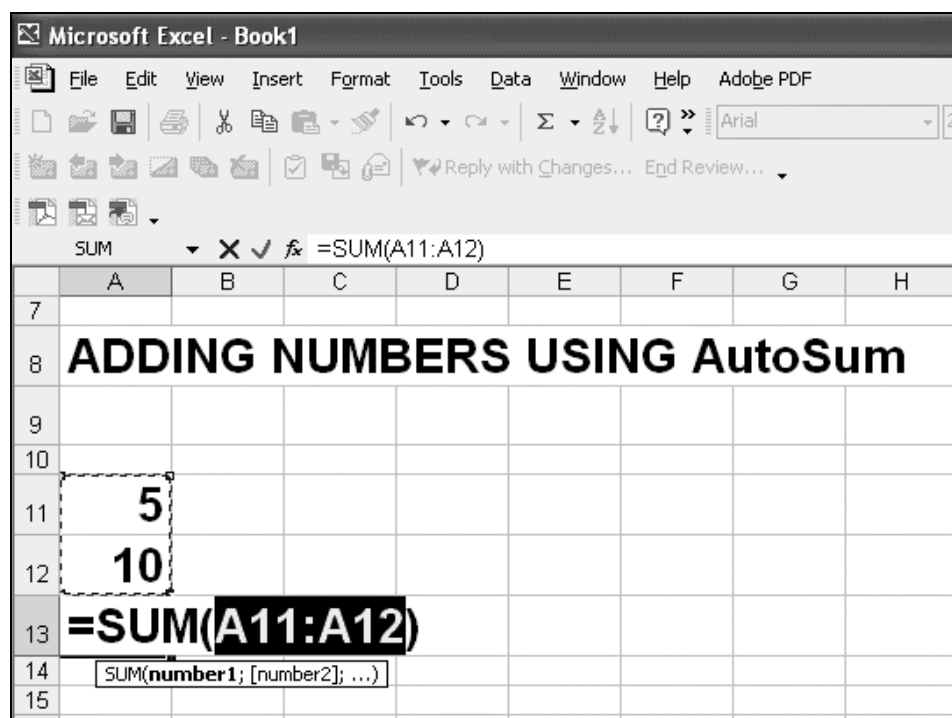 Microsoft Excel - Book1
File Edit View Insert Format Tools Data Window Help Adobe PDF
Σ Arial
Reply with Changes... End Review...
SUM fx =SUM(A11:A12)
A B C D E F G H
7
8 ADDING NUMBERS USING AutoSum
9
10
11 5
12 10
13 =SUM(A11:A12)
14 SUM(number1; [number2]; ...)
15